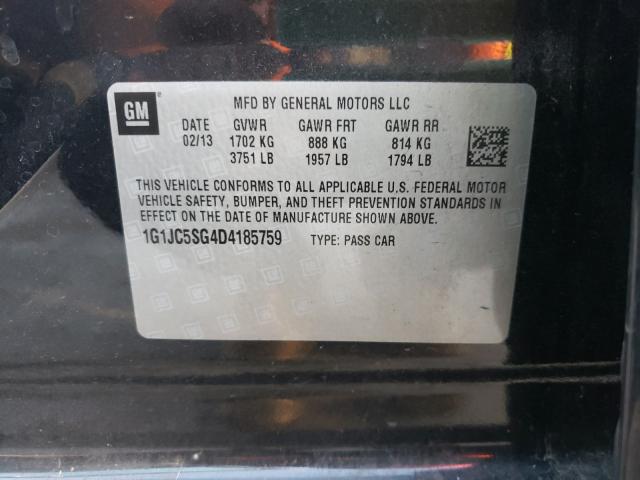 GM
MFD BY GENERAL MOTORS LLC
DATE GVWR GAWR FRT GAWR RR
02/13 1702 KG 888 KG 814 KG
3751 LB 1957 LB 1794 LB
THIS VEHICLE CONFORMS TO ALL APPLICABLE U.S. FEDERAL MOTOR
VEHICLE SAFETY, BUMPER, AND THEFT PREVENTION STANDARDS IN
EFFECT ON THE DATE OF MANUFACTURE SHOWN ABOVE.
1G1JC5SG4D4185759 TYPE: PASS CAR